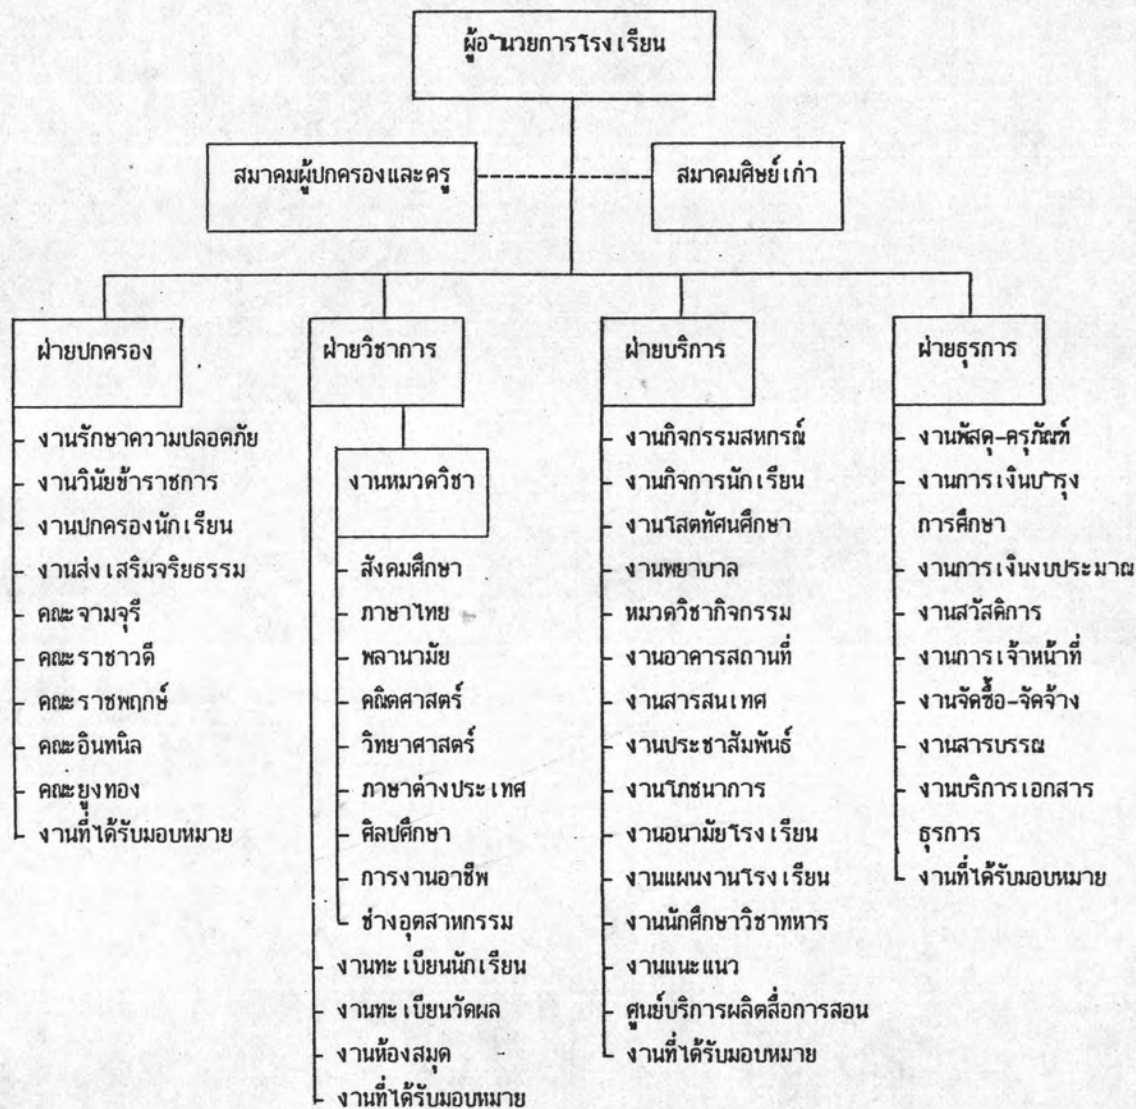 ผู้อำนวยการโรงเรียน
สมาคมผู้ปกครองและครู
สมาคมศิษย์เก่า
ฝ่ายปกครอง
งานรักษาความปลอดภัย
งานวินัยข้าราชการ
งานปกครองนักเรียน
งานส่งเสริมจริยธรรม
คณะจามจุรี
คณะราชาวดี
คณะราชพฤกษ์
คณะอินทนิล
คณะยูงทอง
งานที่ได้รับมอบหมาย
ฝ่ายวิชาการ
งานหมวดวิชา
สังคมศึกษา
ภาษาไทย
พลานามัย
คณิตศาสตร์
วิทยาศาสตร์
ภาษาต่างประเทศ
ศิลปศึกษา
การงานอาชีพ
ช่างอุตสาหกรรม
งานทะเบียนนักเรียน
งานทะเบียนวัดผล
งานห้องสมุด
งานที่ได้รับมอบหมาย
ฝ่ายบริการ
งานกิจกรรมสหกรณ์
งานกิจการนักเรียน
งานโสตทัศนศึกษา
งานพยาบาล
หมวดวิชากิจกรรม
งานอาคารสถานที่
งานสารสนเทศ
งานประชาสัมพันธ์
งานโภชนาการ
งานอนามัยโรงเรียน
งานแผนงานโรงเรียน
งานนักศึกษาวิชาทหาร
งานแนะแนว
ศูนย์บริการผลิตสื่อการสอน
งานที่ได้รับมอบหมาย
ฝ่ายธุรการ
งานพัสดุ-ครุภัณฑ์
งานการเงินบำรุง
การศึกษา
งานการเงินงบประมาณ
งานสวัสดิการ
งานการเจ้าหน้าที่
งานจัดซื้อ-จัดจ้าง
งานสารบรรณ
งานบริการเอกสาร
ธุรการ
งานที่ได้รับมอบหมาย